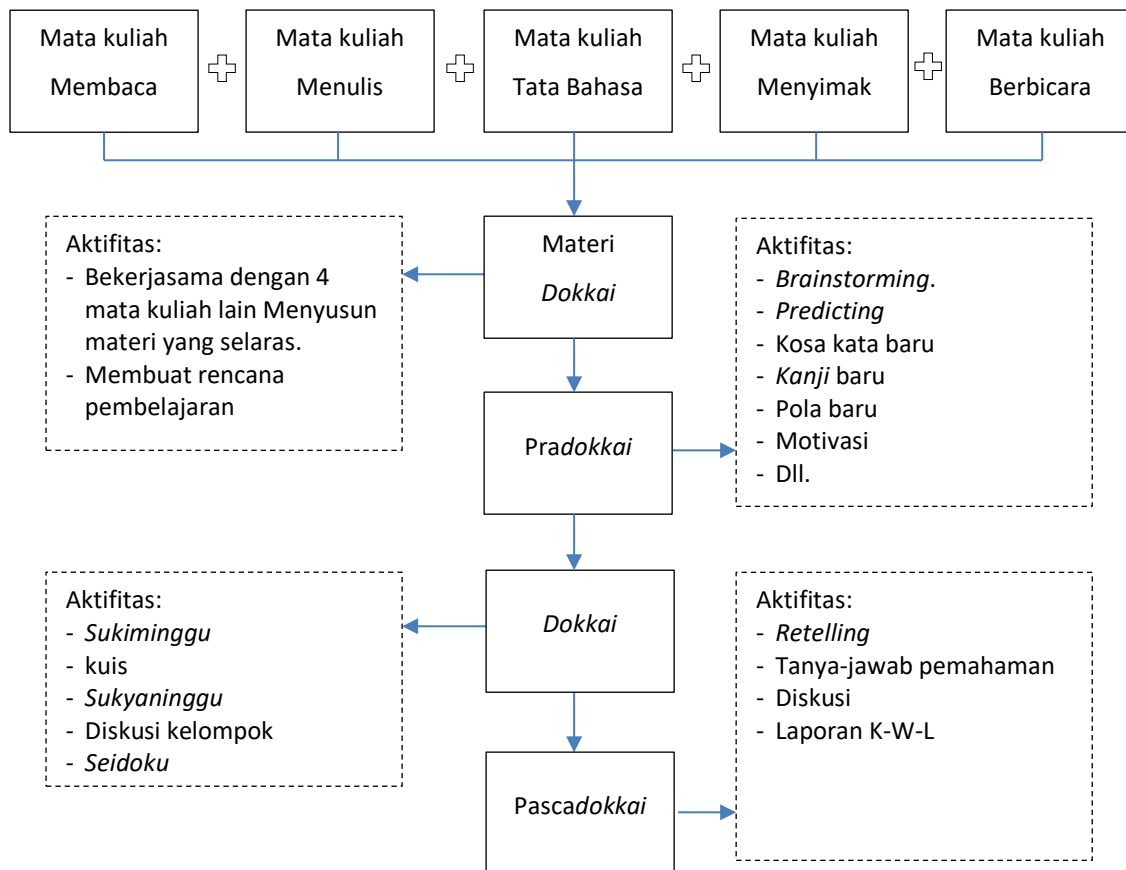 Mata kuliah
Membaca
Mata kuliah
Menulis
Mata kuliah
Tata Bahasa
Mata kuliah
Menyimak
Mata kuliah
Berbicara
Materi
Dokkai
Aktifitas:
- Bekerjasama dengan 4
mata kuliah lain Menyusun
materi yang selaras.
- Membuat rencana
pembelajaran
Pradokkai
Aktifitas:
- Brainstorming.
- Predicting
- Kosa kata baru
- Kanji baru
- Pola baru
- Motivasi
- Dll.
Dokkai
Aktifitas:
- Sukiminggu
- kuis
- Sukyaninggu
- Diskusi kelompok
- Seidoku
Pascadokkai
Aktifitas:
- Retelling
- Tanya-jawab pemahaman
- Diskusi
- Laporan K-W-L